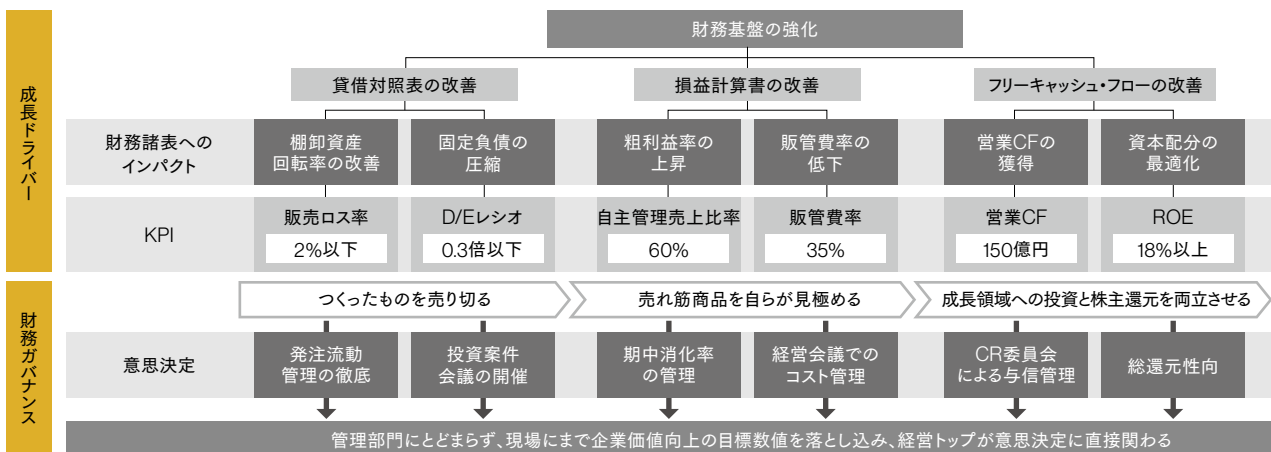 財務基盤の強化
成長ドライバー
貸借対照表の改善
損益計算書の改善
フリーキャッシュ・フローの改善
財務諸表への
インパクト
棚卸資産
回転率の改善
固定負債の
圧縮
粗利益率の
上昇
販管費率の
低下
営業CFの
獲得
資本配分の
最適化
KPI
販売ロス率
2%以下
D/Eレシオ
0.3倍以下
自主管理売上比率
60%
販管費率
35%
営業CF
150億円
ROE
18%以上
財務ガバナンス
つくったものを売り切る
売れ筋商品を自らが見極める
成長領域への投資と株主還元を両立させる
意思決定
発注流動
管理の徹底
投資案件
会議の開催
期中消化率
の管理
経営会議での
コスト管理
CR委員会
による与信管理
総還元性向
管理部門にとどまらず、現場にまで企業価値向上の目標数値を落とし込み、経営トップが意思決定に直接関わる